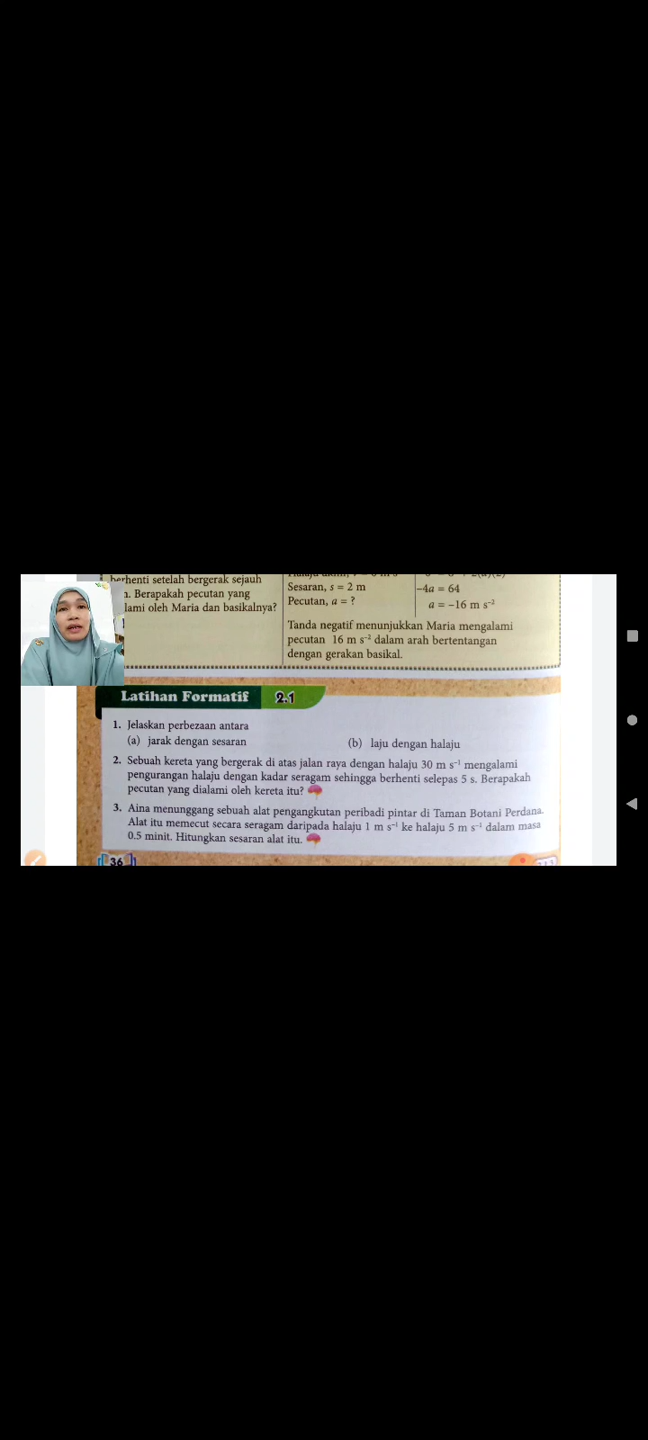 berhenti setelah bergerak sejauh
Berapakah pecutan yang
lami oleh Maria dan basikalnya?
Sesaran, s = 2 m
Pecutan, a = ?
–4a = 64
a = –16 m s⁻²
Tanda negatif menunjukkan Maria mengalami
pecutan 16 m s⁻² dalam arah bertentangan
dengan gerakan basikal.
Latihan Formatif 2.1
1. Jelaskan perbezaan antara
(a) jarak dengan sesaran (b) laju dengan halaju
2. Sebuah kereta yang bergerak di atas jalan raya dengan halaju 30 m s⁻¹ mengalami
pengurangan halaju dengan kadar seragam sehingga berhenti selepas 5 s. Berapakah
pecutan yang dialami oleh kereta itu?
3. Aina menunggang sebuah alat pengangkutan peribadi pintar di Taman Botani Perdana.
Alat itu memecut secara seragam daripada halaju 1 m s⁻¹ ke halaju 5 m s⁻¹ dalam masa
0.5 minit. Hitungkan sesaran alat itu.
36